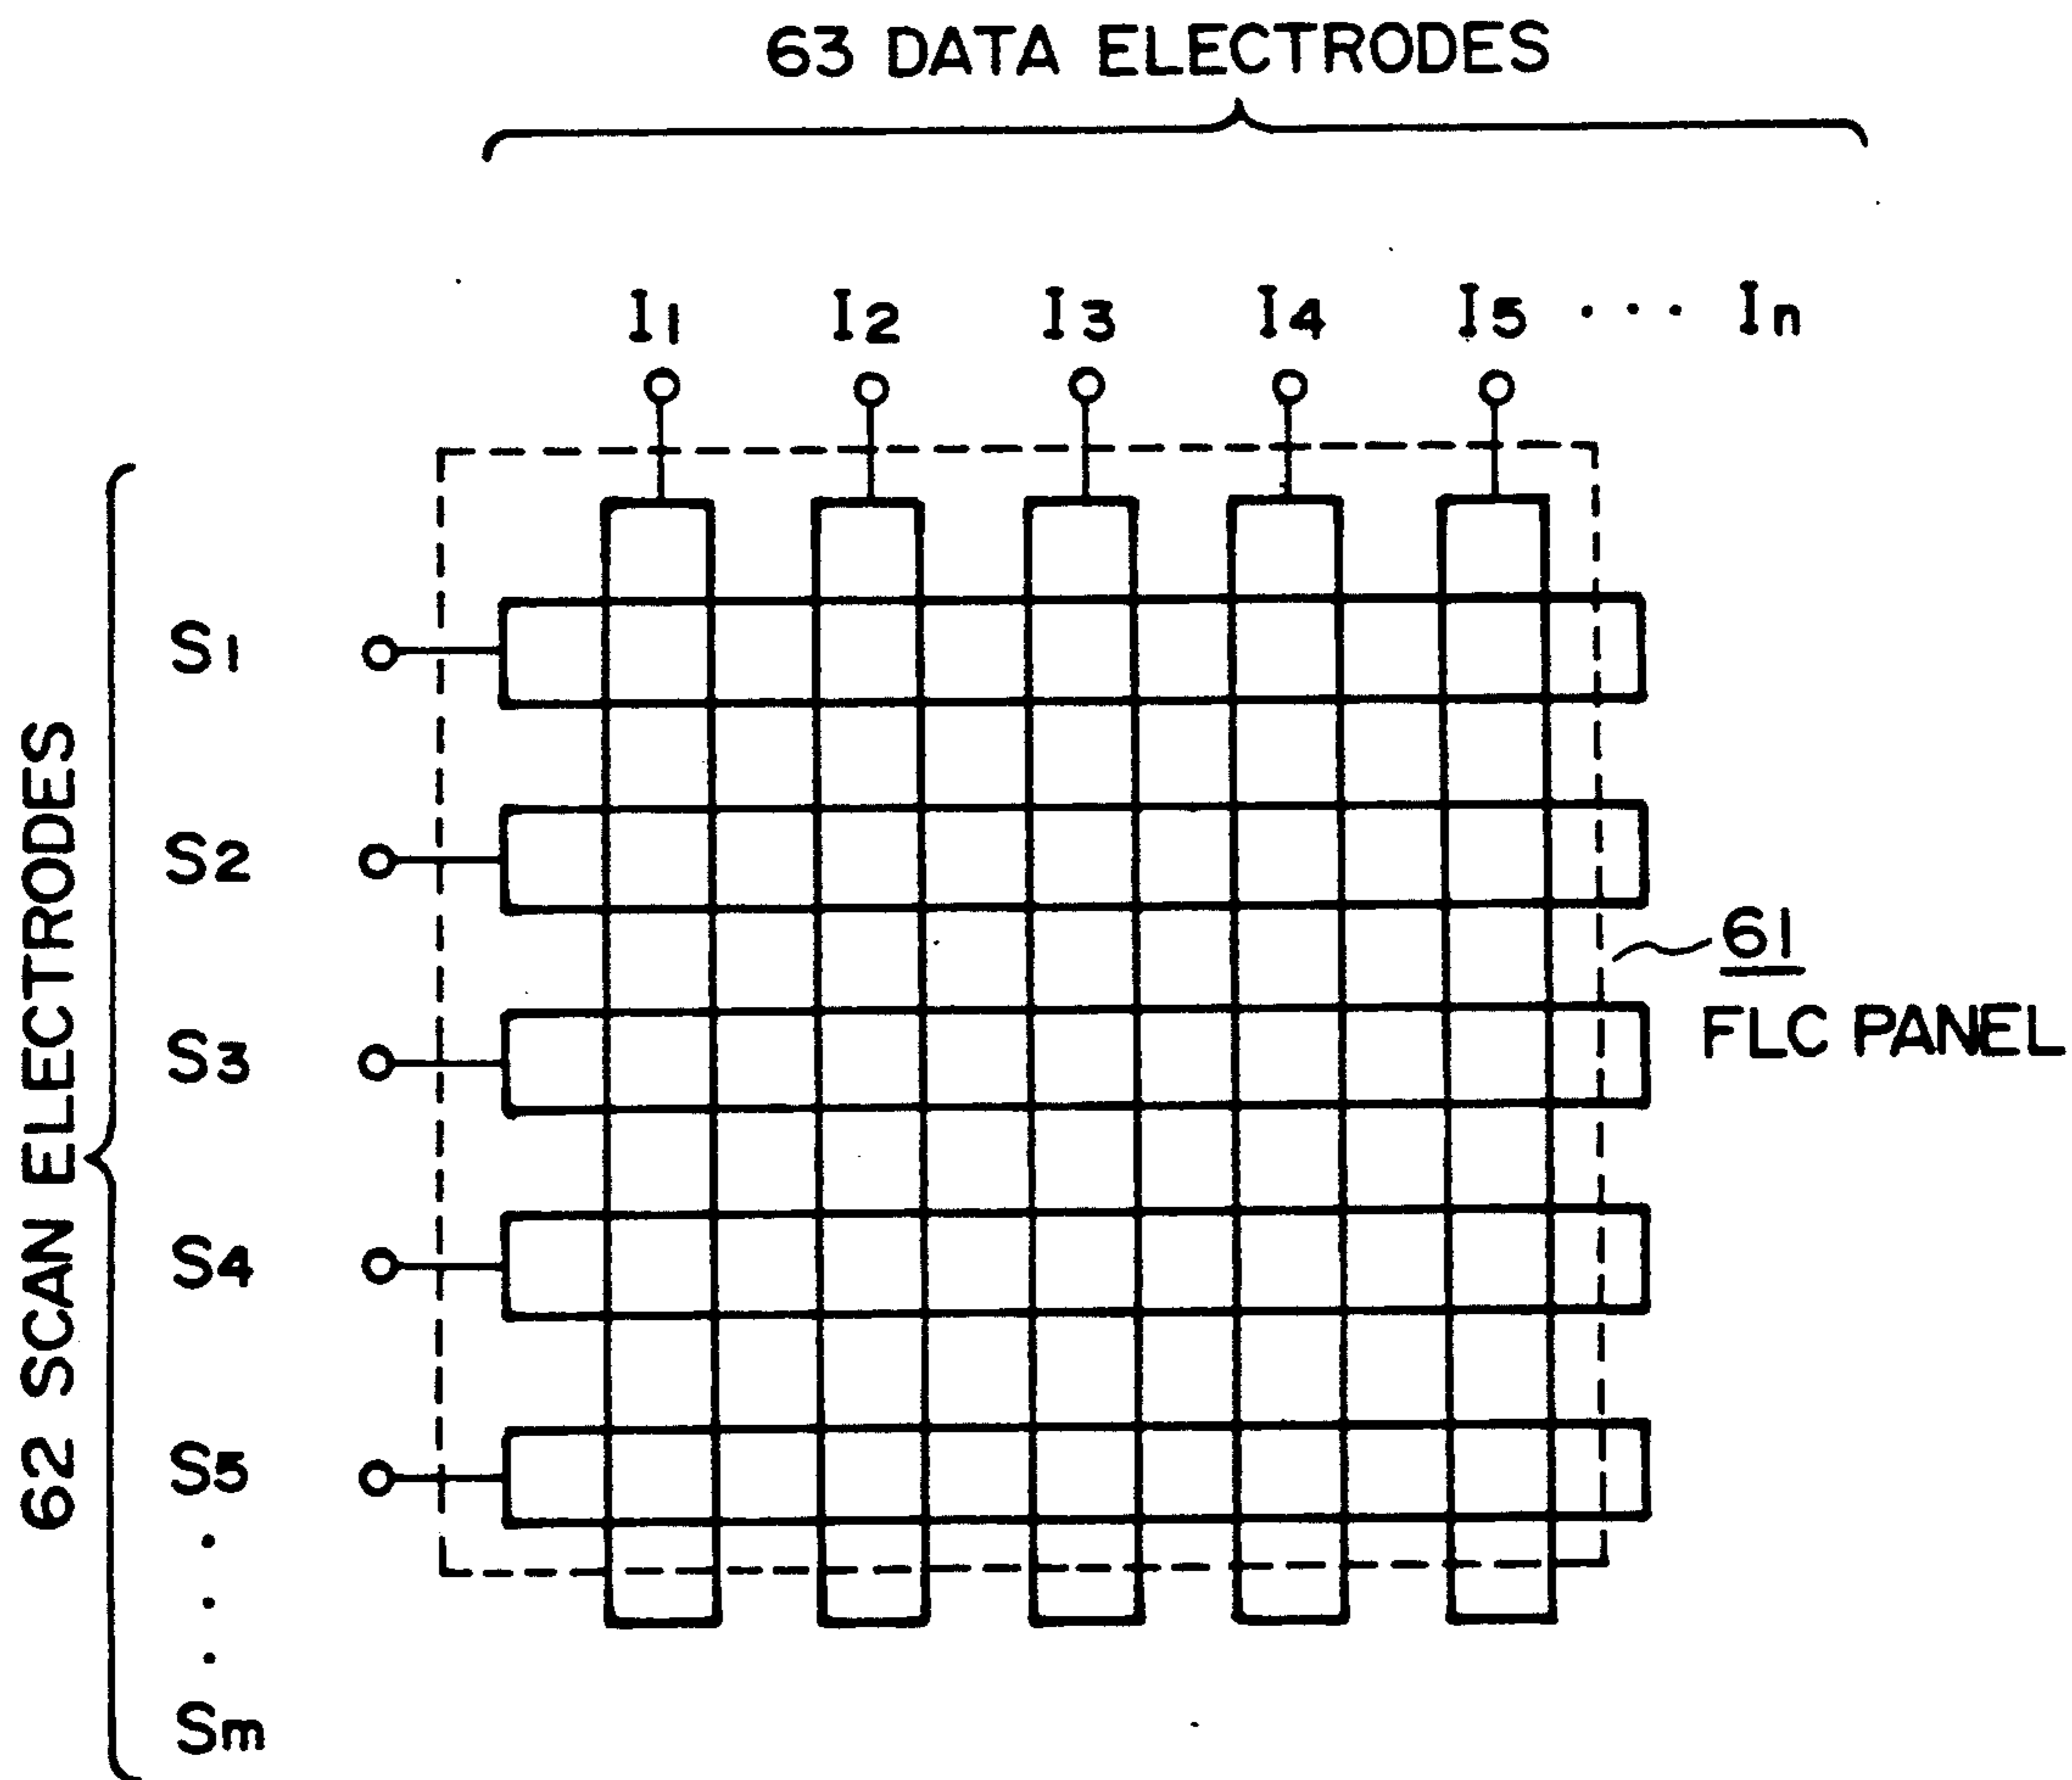 63 DATA ELECTRODES
I1 I2 I3 I4 I5 ··· In
62 SCAN ELECTRODES
S1
S2
S3
S4
S5
·
·
·
Sm
61
FLC PANEL